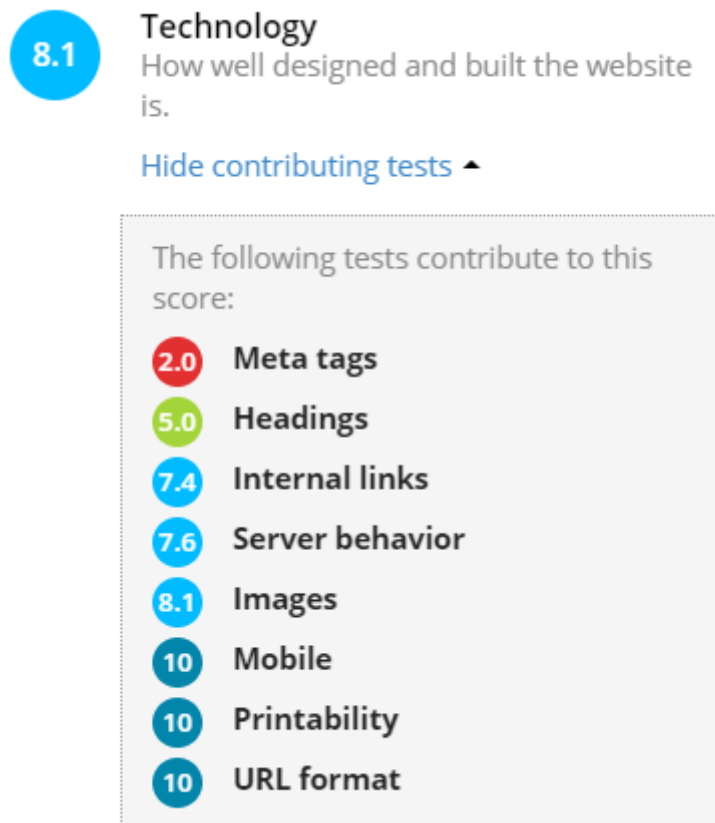 8.1
Technology
How well designed and built the website
is.
Hide contributing tests
The following tests contribute to this
score:
2.0 Meta tags
5.0 Headings
7.4 Internal links
7.6 Server behavior
8.1 Images
10 Mobile
10 Printability
10 URL format